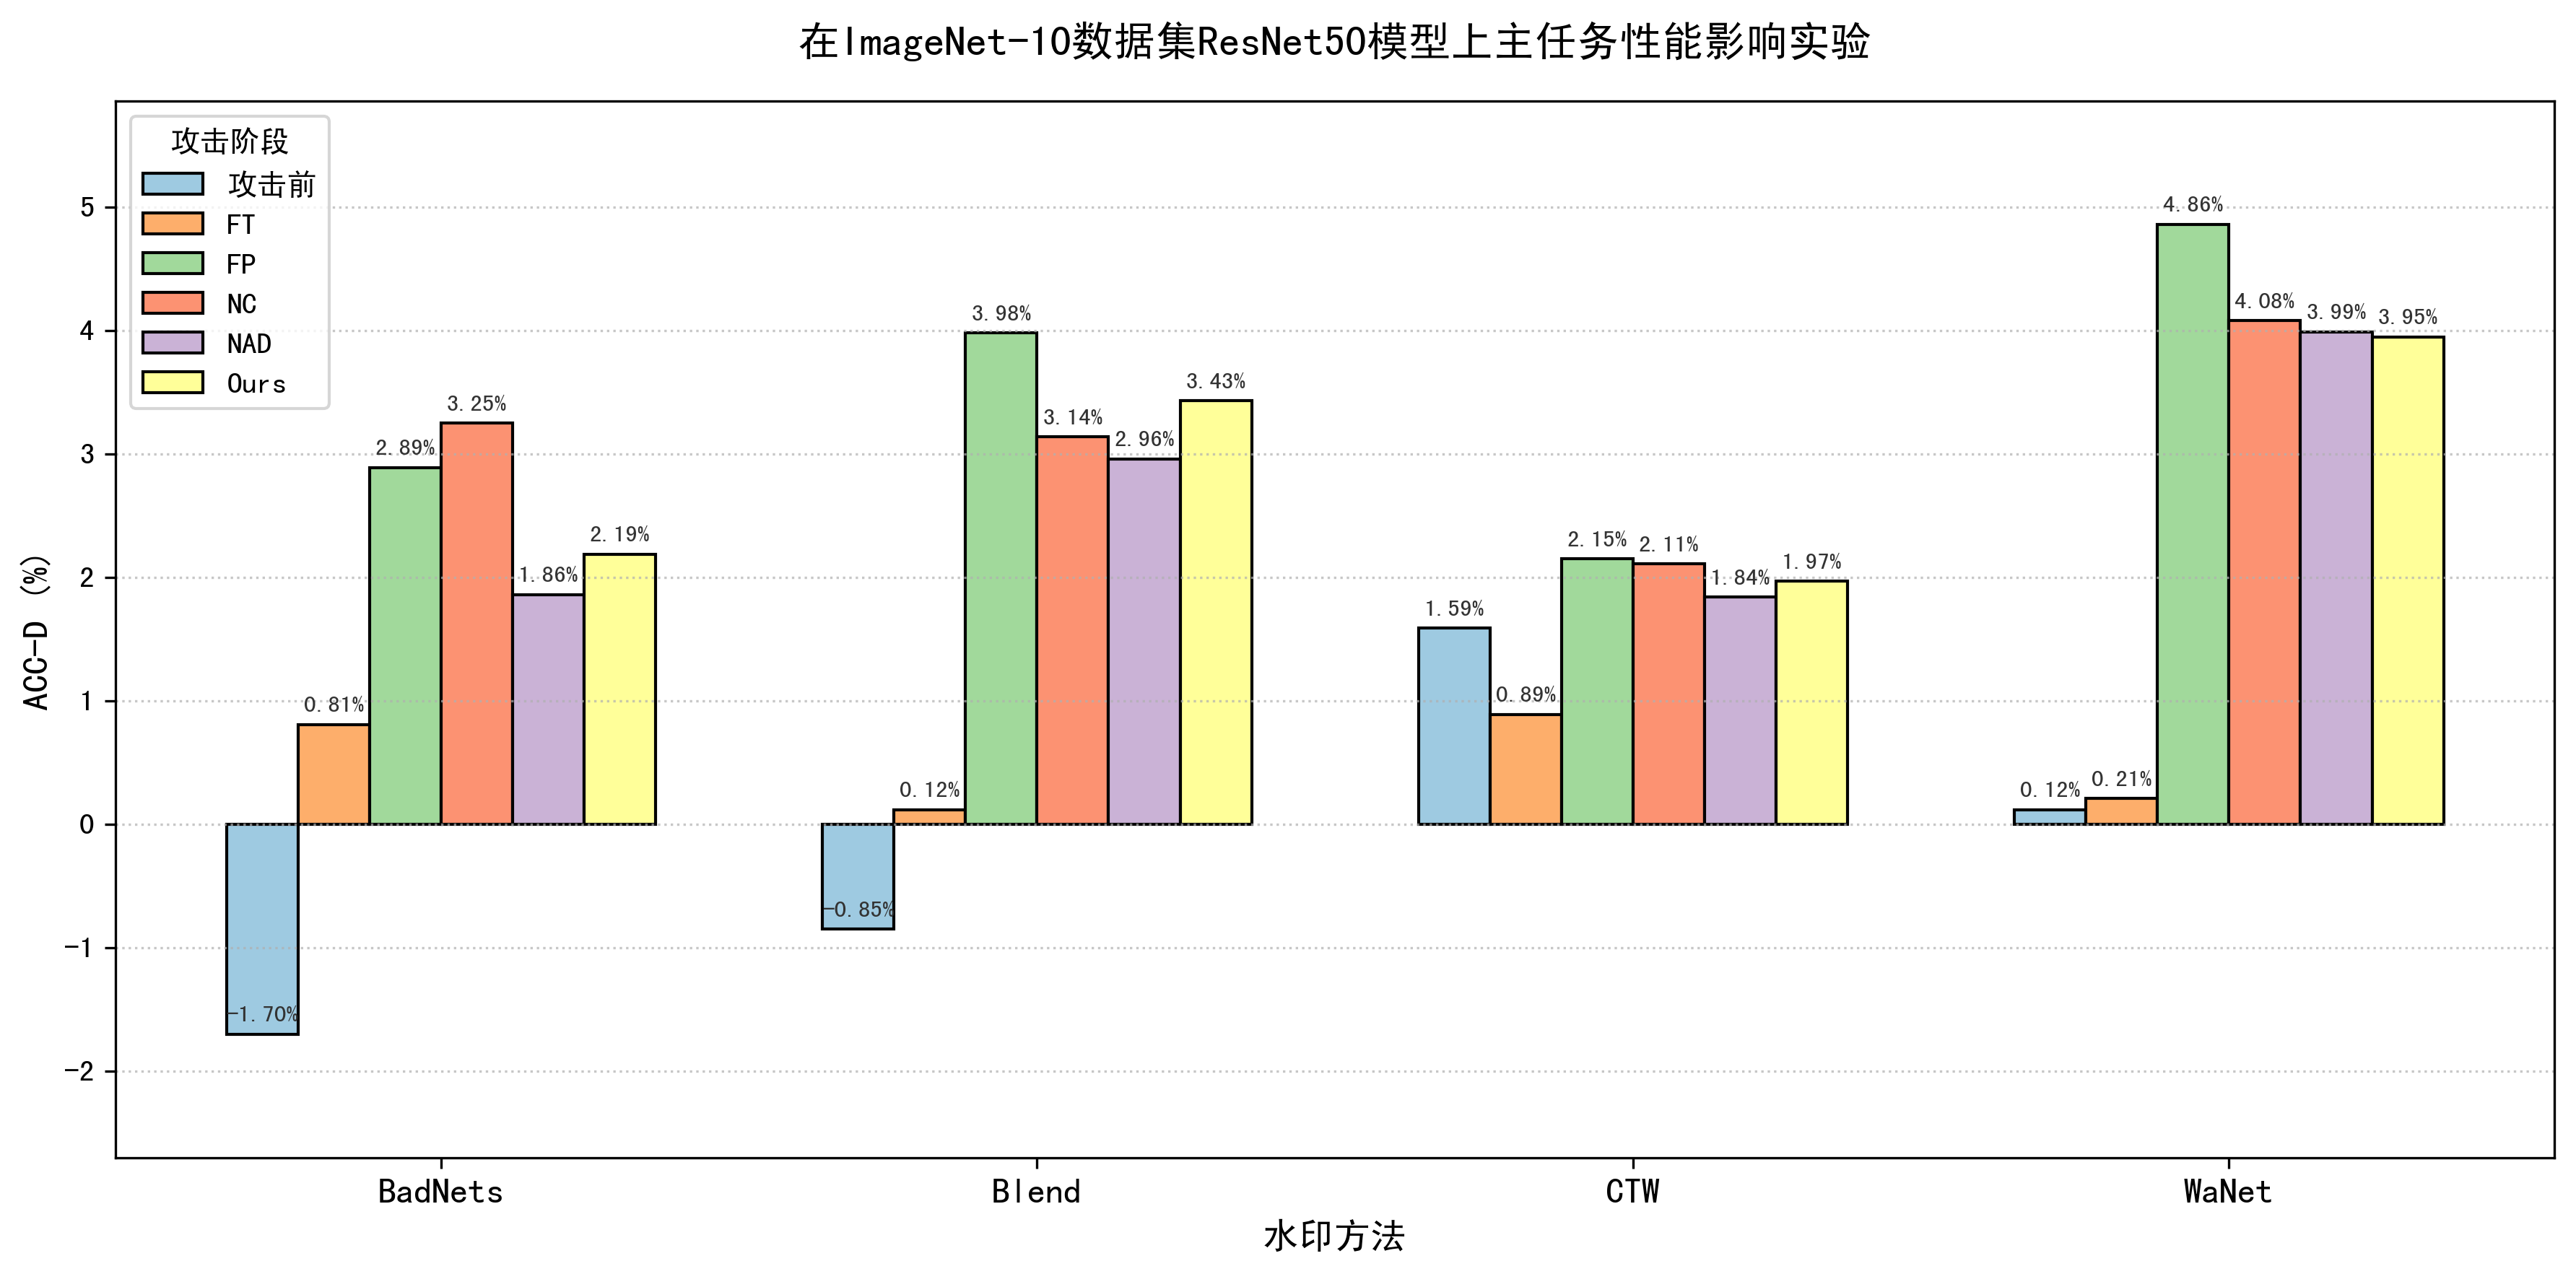 在ImageNet-10数据集ResNet50模型上主任务性能影响实验
攻击阶段
攻击前
FT
FP
NC
NAD
Ours
ACC-D (%)
5
4
3
2
1
0
-1
-2
-1.70%
0.81%
2.89%
3.25%
1.86%
2.19%
-0.85%
0.12%
3.98%
3.14%
2.96%
3.43%
1.59%
0.89%
2.15%
2.11%
1.84%
1.97%
0.12%
0.21%
4.86%
4.08%
3.99%
3.95%
BadNets
Blend
CTW
WaNet
水印方法